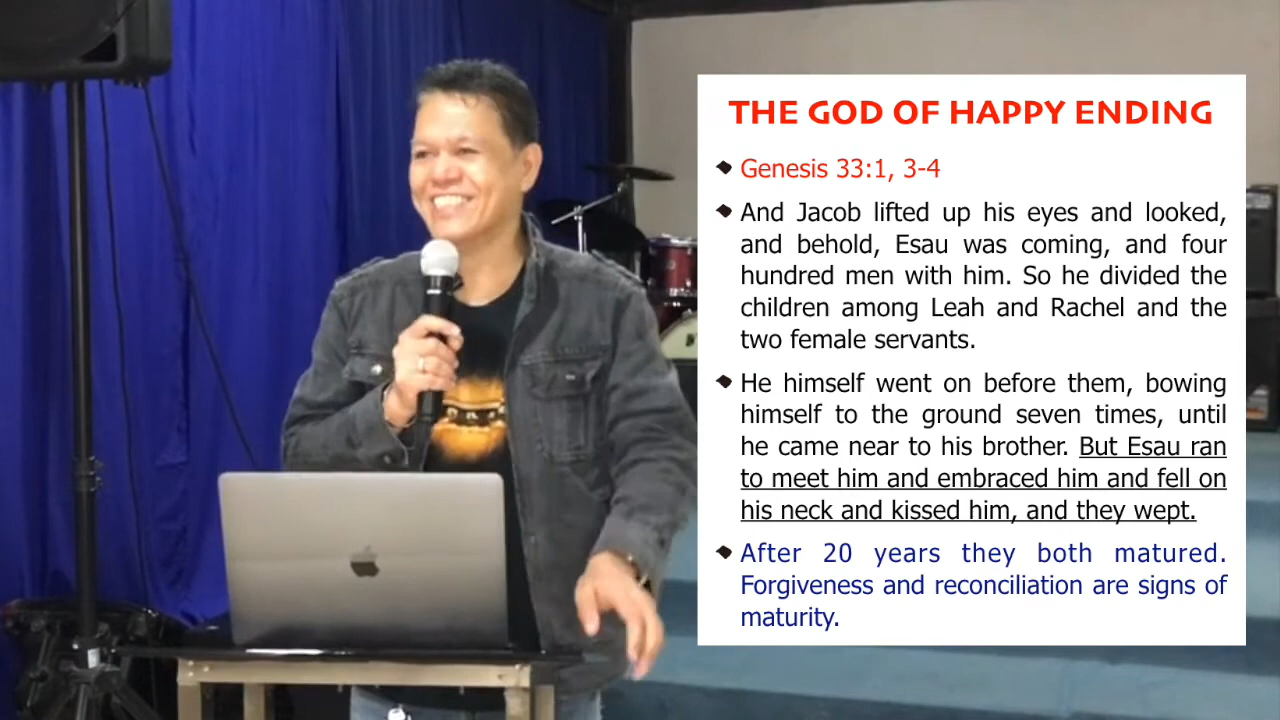 THE GOD OF HAPPY ENDING
Genesis 33:1, 3-4
And Jacob lifted up his eyes and looked,
and behold, Esau was coming, and four
hundred men with him. So he divided the
children among Leah and Rachel and the
two female servants.
He himself went on before them, bowing
himself to the ground seven times, until
he came near to his brother. But Esau ran
to meet him and embraced him and fell on
his neck and kissed him, and they wept.
After 20 years they both matured.
Forgiveness and reconciliation are signs of
maturity.